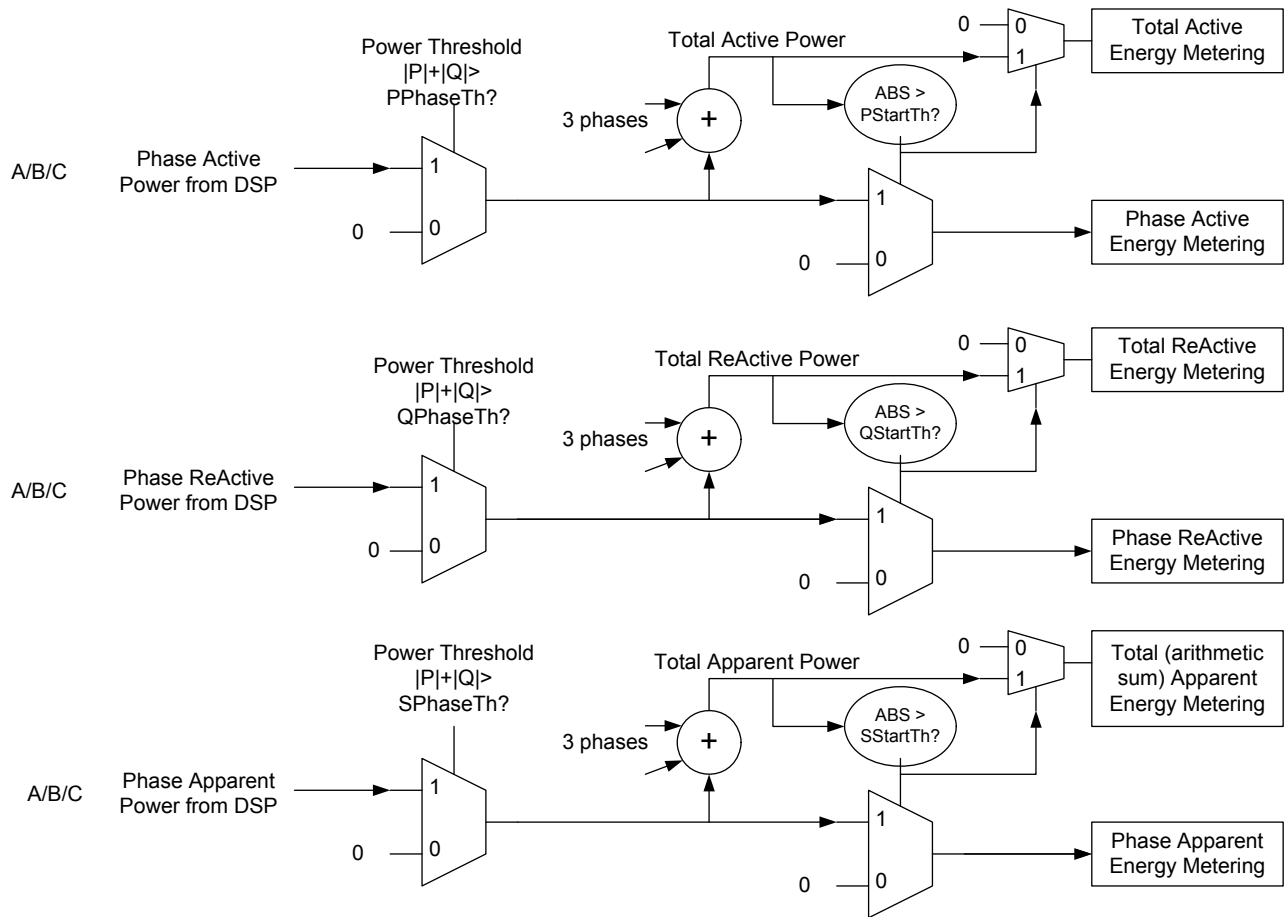 Power Threshold
|P|+|Q|>
PPhaseTh?
Total Active Power
0
0
1
Total Active
Energy Metering
3 phases
+
ABS >
PStartTh?
A/B/C
Phase Active
Power from DSP
1
0
0
1
0
0
Phase Active
Energy Metering
Power Threshold
|P|+|Q|>
QPhaseTh?
Total ReActive Power
0
0
1
Total ReActive
Energy Metering
3 phases
+
ABS >
QStartTh?
A/B/C
Phase ReActive
Power from DSP
1
0
0
1
0
0
Phase ReActive
Energy Metering
Power Threshold
|P|+|Q|>
SPhaseTh?
Total Apparent Power
0
0
1
Total (arithmetic
sum) Apparent
Energy Metering
3 phases
+
ABS >
SStartTh?
A/B/C
Phase Apparent
Power from DSP
1
0
0
1
0
0
Phase Apparent
Energy Metering